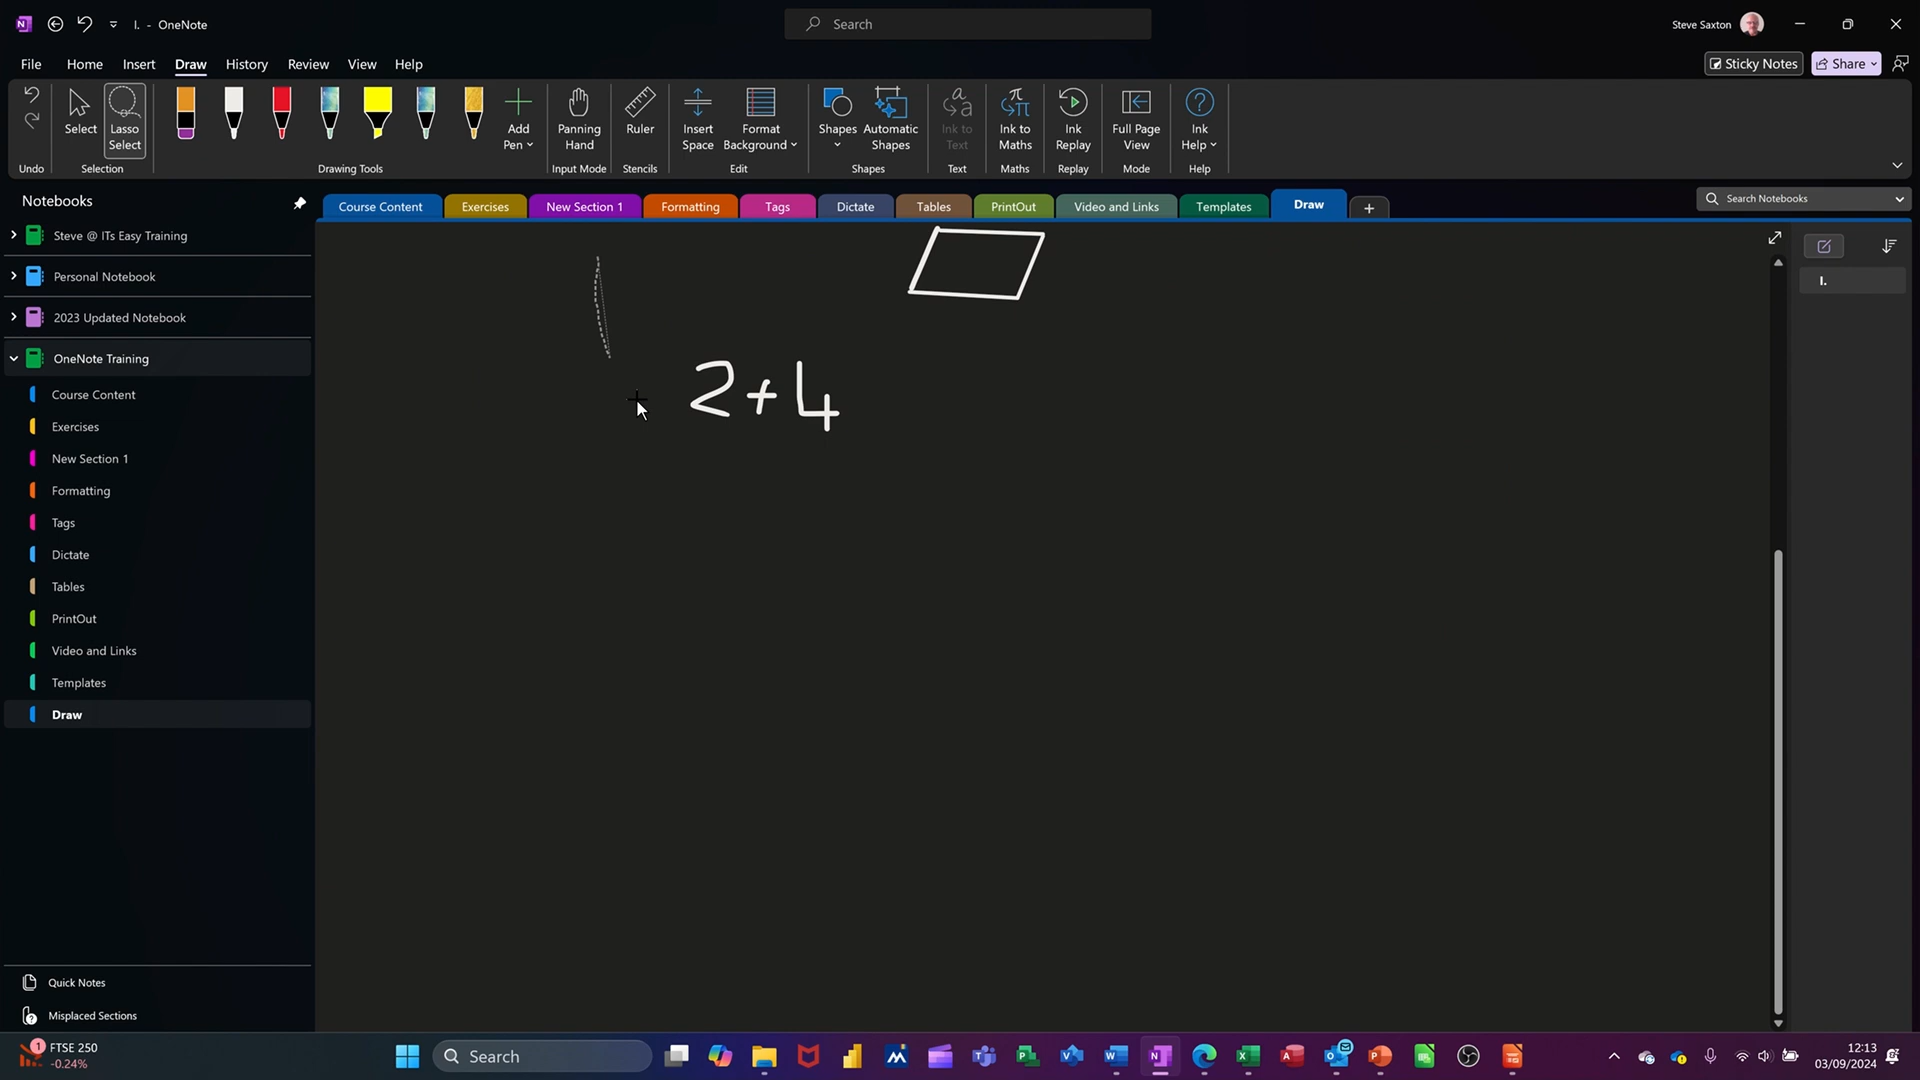 I. - OneNote
Search
Steve Saxton
File Home Insert Draw History Review View Help
Sticky Notes
Share
Select
Lasso Select
Add Pen
Panning Hand
Ruler
Insert Space
Format Background
Shapes
Automatic Shapes
Ink to Text
Ink to Maths
Ink Replay
Full Page View
Ink Help
Undo Selection Drawing Tools Input Mode Stencils Edit Shapes Text Maths Replay Mode Help
Notebooks
Course Content Exercises New Section 1 Formatting Tags Dictate Tables PrintOut Video and Links Templates Draw
Search Notebooks
Steve @ ITs Easy Training
Personal Notebook
2023 Updated Notebook
OneNote Training
Course Content
Exercises
New Section 1
Formatting
Tags
Dictate
Tables
PrintOut
Video and Links
Templates
Draw
Quick Notes
Misplaced Sections
2+4
I.
1
FTSE 250
-0.24%
Search
12:13
03/09/2024